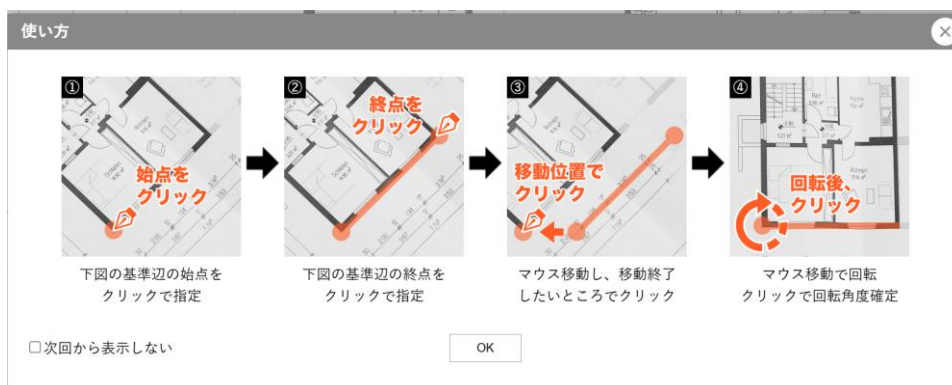 使い方
①
始点を
クリック
下図の基準辺の始点を
クリックで指定
②
終点を
クリック
下図の基準辺の終点を
クリックで指定
③
移動位置で
クリック
マウス移動し、移動終了
したいところでクリック
④
回転後、
クリック
マウス移動で回転
クリックで回転角度確定
次回から表示しない
OK